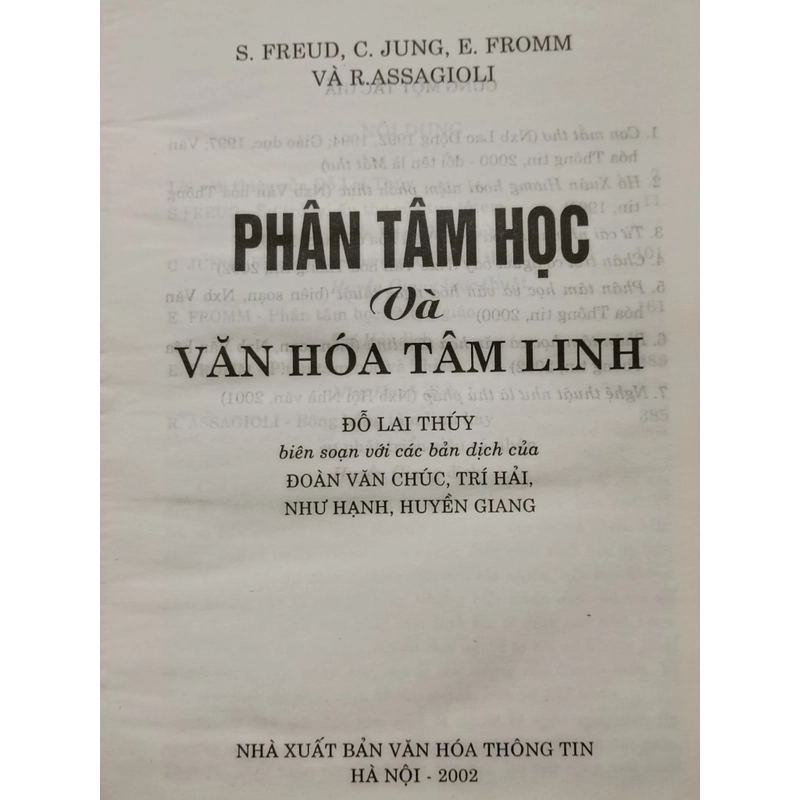 S. FREUD, C. JUNG, E. FROMM
VÀ R.ASSAGIOLI
PHÂN TÂM HỌC
Và
VĂN HÓA TÂM LINH
ĐỖ LAI THÚY
biên soạn với các bản dịch của
ĐOÀN VĂN CHÚC, TRÍ HẢI,
NHƯ HẠNH, HUYỀN GIANG
NHÀ XUẤT BẢN VĂN HÓA THÔNG TIN
HÀ NỘI - 2002